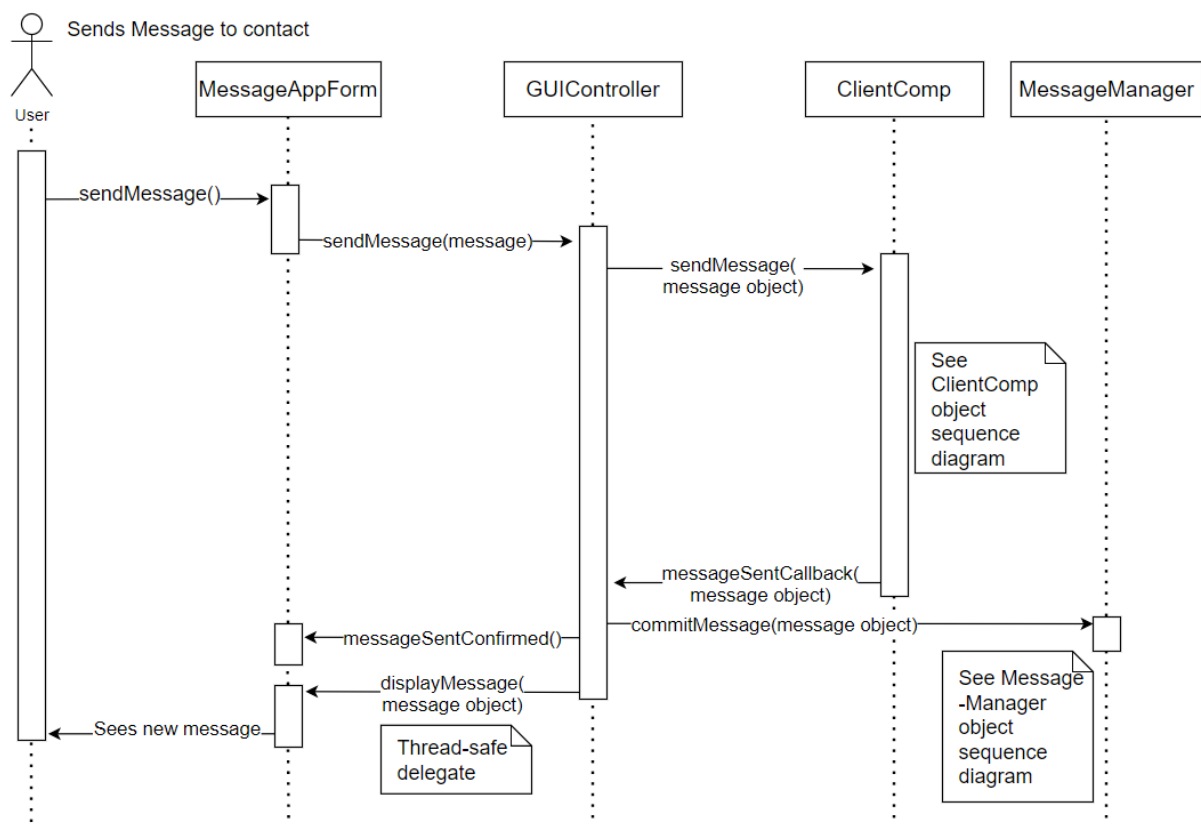 Sends Message to contact
User
MessageAppForm
GUIController
ClientComp
MessageManager
sendMessage()
sendMessage(message)
sendMessage(
message object)
See
ClientComp
object
sequence
diagram
messageSentCallback(
message object)
commitMessage(message object)
messageSentConfirmed()
displayMessage(
message object)
See Message
-Manager
object
sequence
diagram
Sees new message
Thread-safe
delegate